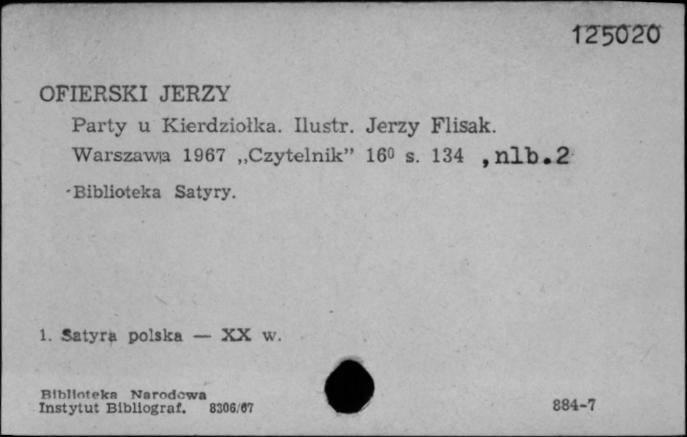 125020
OFIERSKI JERZY
Party u Kierdziołka. Ilustr. Jerzy Flisak.
Warszawa 1967 „Czytelnik” 16⁰ s. 134 , nlb.2
Biblioteka Satyry.
1. Satyra polska — XX w.
Biblioteka Narodowa
Instytut Bibliograf. 8306/67
884-7